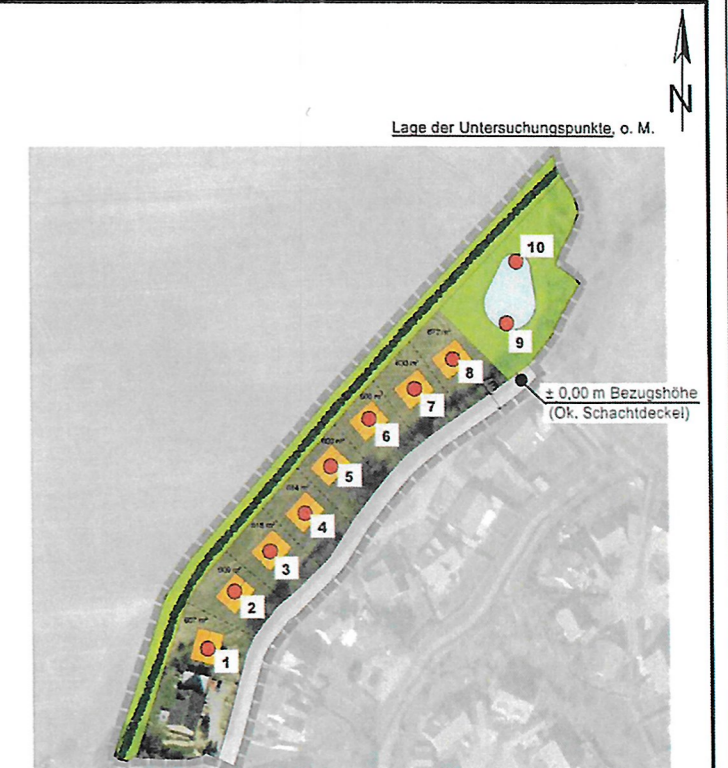 N
Lage der Untersuchungspunkte, o. M.
10
9
8
± 0,00 m Bezugshöhe
(Ok. Schachtdeckel)
7
6
5
4
3
2
1